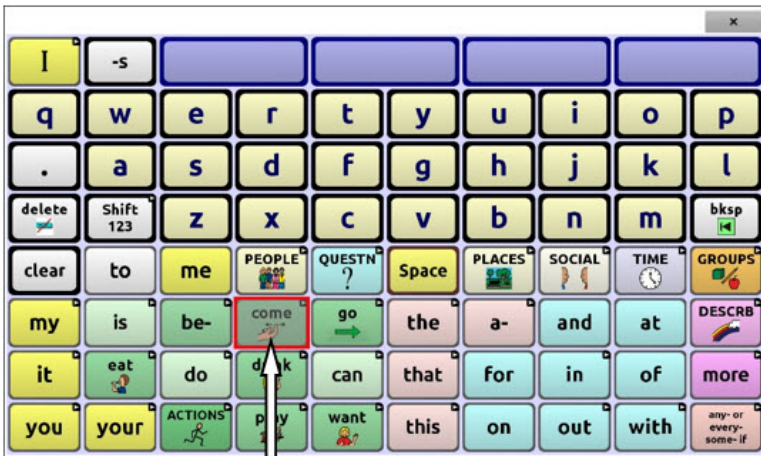 ×
I -s
q w e r t y u i o p
. a s d f g h j k l
delete Shift 123 z x c v b n m bksp
clear to me PEOPLE QUESTN ? Space PLACES SOCIAL TIME GROUPS
my is be- come go the a- and at DESCRB
it eat do can that for in of more
you your ACTIONS want this on out with any- or every- some- if